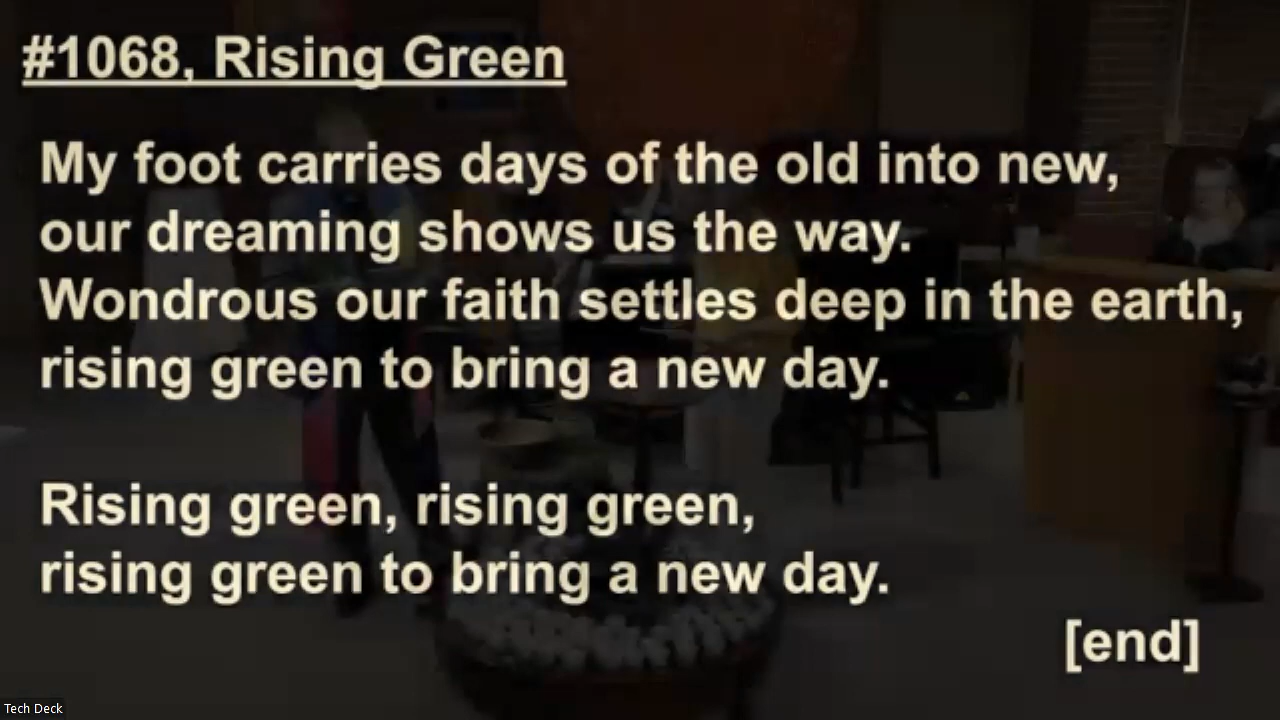 #1068, Rising Green
My foot carries days of the old into new,
our dreaming shows us the way.
Wondrous our faith settles deep in the earth,
rising green to bring a new day.
Rising green, rising green,
rising green to bring a new day.
[end]
Tech Deck